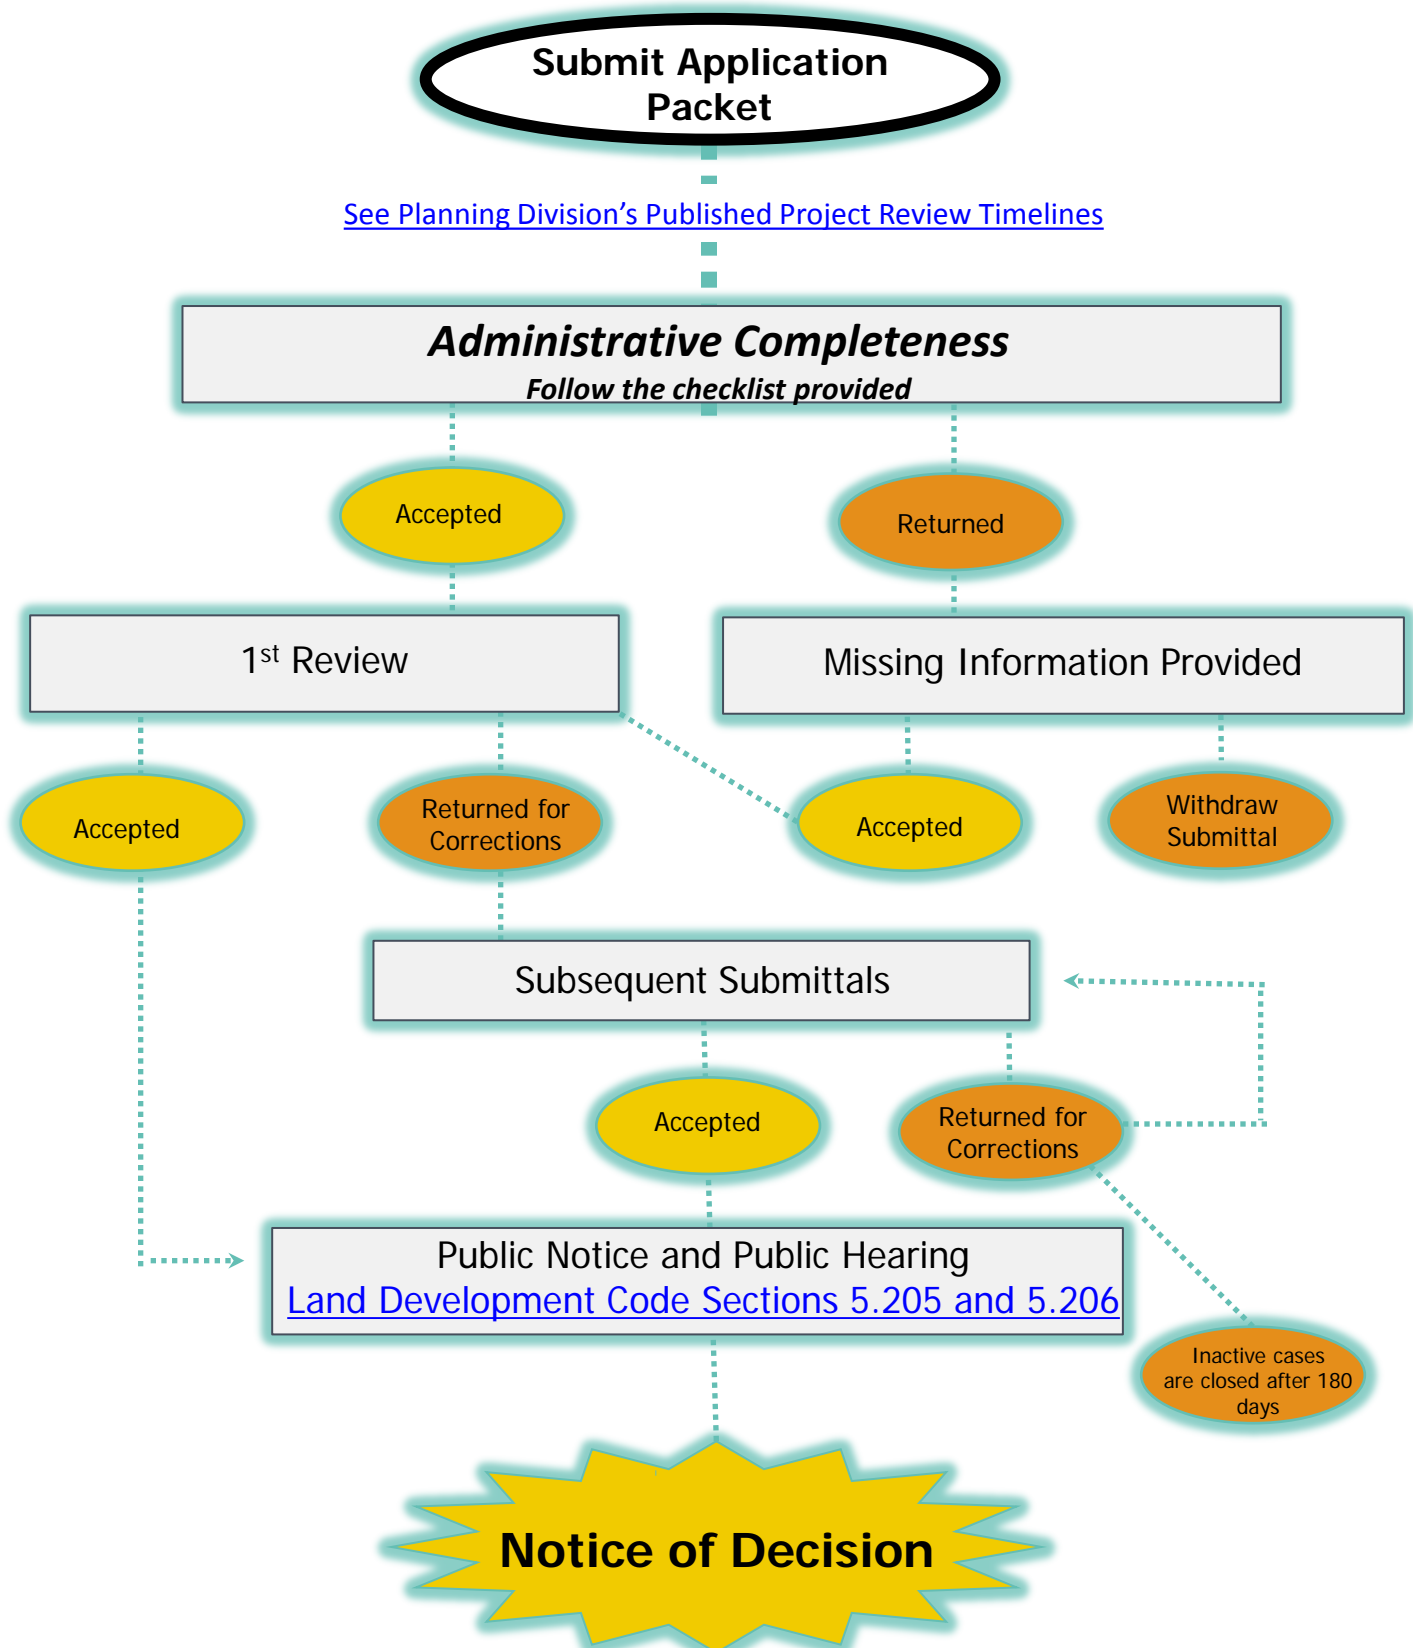 Submit Application
Packet
See Planning Division's Published Project Review Timelines
Administrative Completeness
Follow the checklist provided
Accepted
Returned
1st Review
Missing Information Provided
Accepted
Returned for
Corrections
Accepted
Withdraw
Submittal
Subsequent Submittals
Accepted
Returned for
Corrections
Public Notice and Public Hearing
Land Development Code Sections 5.205 and 5.206
Inactive cases
are closed after 180
days
Notice of Decision